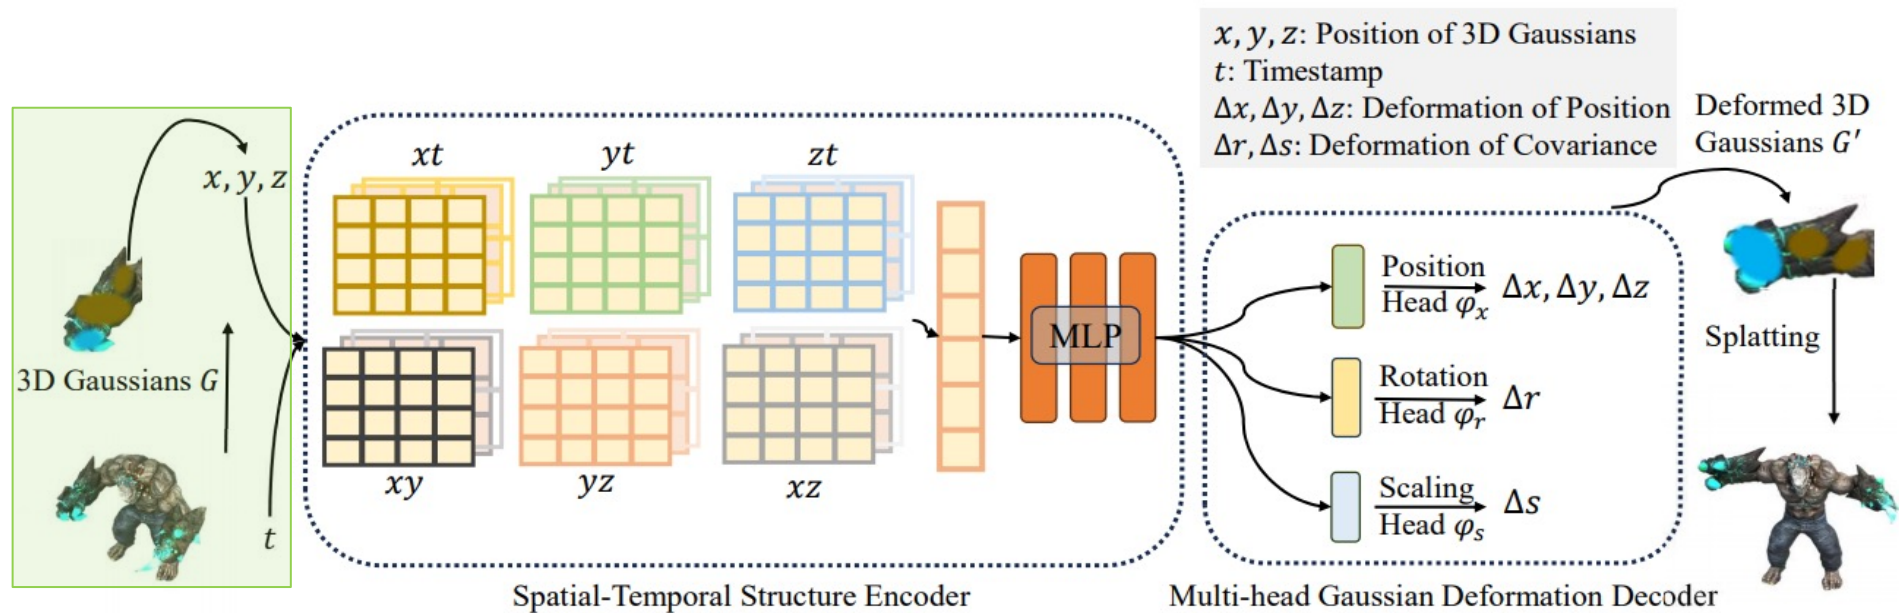 x, y, z: Position of 3D Gaussians
t: Timestamp
Δx, Δy, Δz: Deformation of Position
Δr, Δs: Deformation of Covariance
Deformed 3D
Gaussians G′
x, y, z
3D Gaussians G
t
xt
yt
zt
xy
yz
xz
MLP
Position
Head φₓ
Δx, Δy, Δz
Rotation
Head φᵣ
Δr
Scaling
Head φₛ
Δs
Splatting
Spatial-Temporal Structure Encoder
Multi-head Gaussian Deformation Decoder